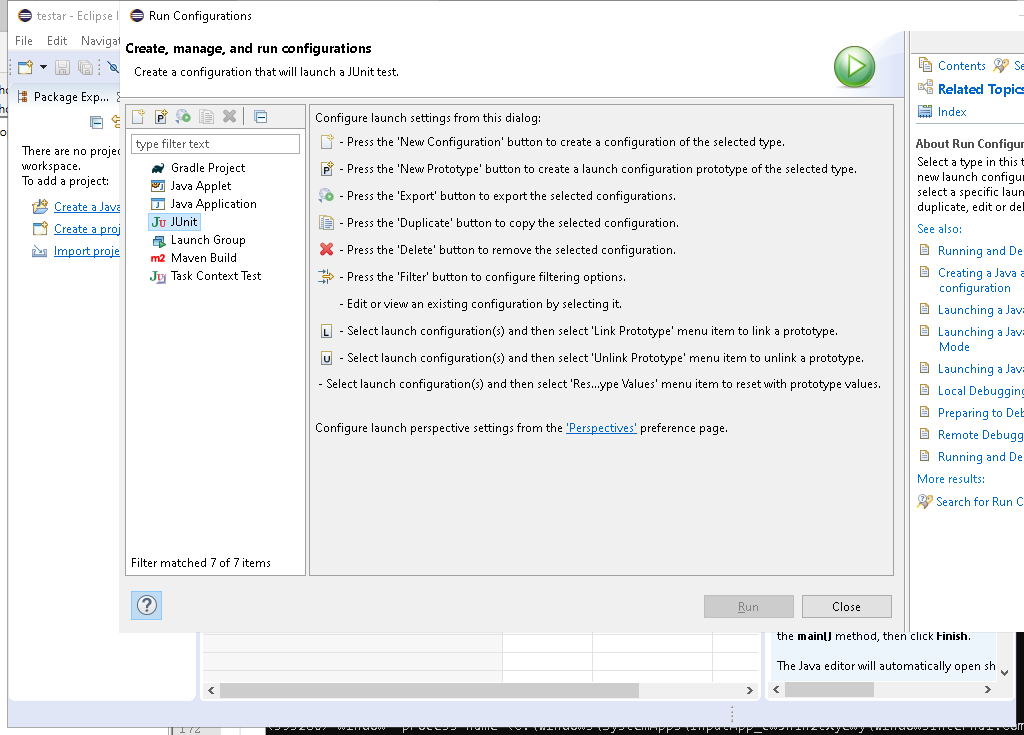 testar - Eclipse I
Run Configurations
File Edit Navigat
Create, manage, and run configurations
Create a configuration that will launch a JUnit test.
Package Exp...
There are no projec
workspace.
To add a project:
Create a Java
Create a proj
Import proje
type filter text
Gradle Project
Java Applet
Java Application
Ju JUnit
Launch Group
m2 Maven Build
Task Context Test
Filter matched 7 of 7 items
Configure launch settings from this dialog:
- Press the 'New Configuration' button to create a configuration of the selected type.
- Press the 'New Prototype' button to create a launch configuration prototype of the selected type.
- Press the 'Export' button to export the selected configurations.
- Press the 'Duplicate' button to copy the selected configuration.
- Press the 'Delete' button to remove the selected configuration.
- Press the 'Filter' button to configure filtering options.
- Edit or view an existing configuration by selecting it.
L - Select launch configuration(s) and then select 'Link Prototype' menu item to link a prototype.
U - Select launch configuration(s) and then select 'Unlink Prototype' menu item to unlink a prototype.
- Select launch configuration(s) and then select 'Res...ype Values' menu item to reset with prototype values.
Configure launch perspective settings from the 'Perspectives' preference page.
?
Run
Close
Contents Se
Related Topics
Index
About Run Configur
Select a type in this t
new launch configur
select a specific laun
duplicate, edit or del
See also:
Running and De
Creating a Java a
configuration
Launching a Java
Launching a Java
Mode
Launching a Java
Local Debugging
Preparing to Deb
Remote Debugg
Running and De
More results:
Search for Run C
the main() method, then click Finish.
The Java editor will automatically open sh
172